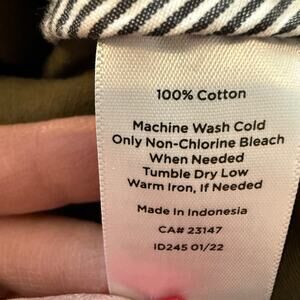 100% Cotton
Machine Wash Cold
Only Non-Chlorine Bleach
When Needed
Tumble Dry Low
Warm Iron, If Needed
Made In Indonesia
CA# 23147
ID245 01/22